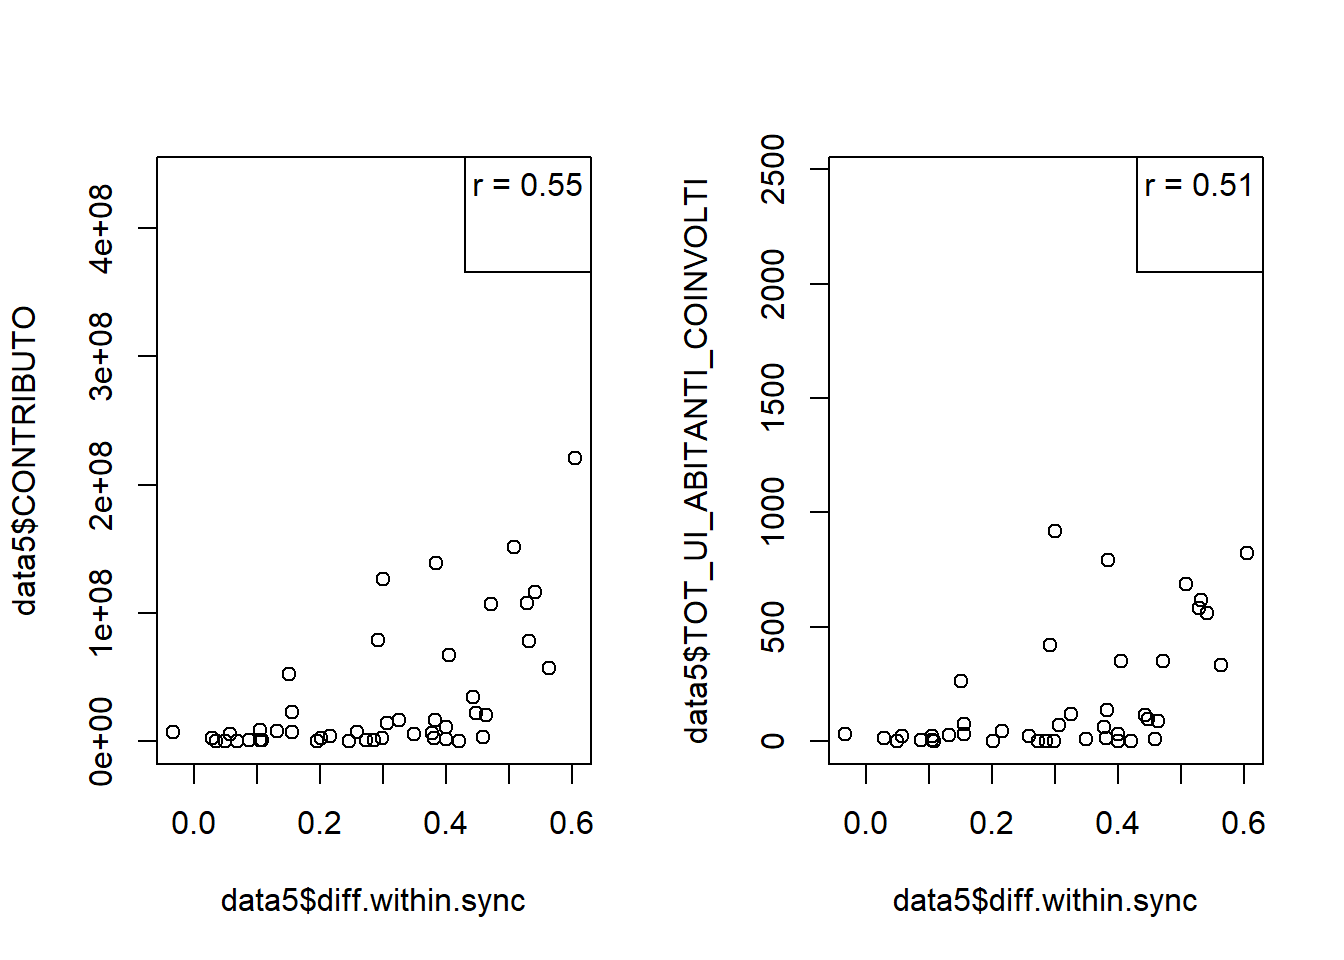 data5$CONTRIBUTO
0e+00 1e+08 2e+08 3e+08 4e+08
r = 0.55
0.0 0.2 0.4 0.6
data5$diff.within.sync
data5$TOT_UI_ABITANTI_COINVOLTI
0 500 1000 1500 2000 2500
r = 0.51
0.0 0.2 0.4 0.6
data5$diff.within.sync